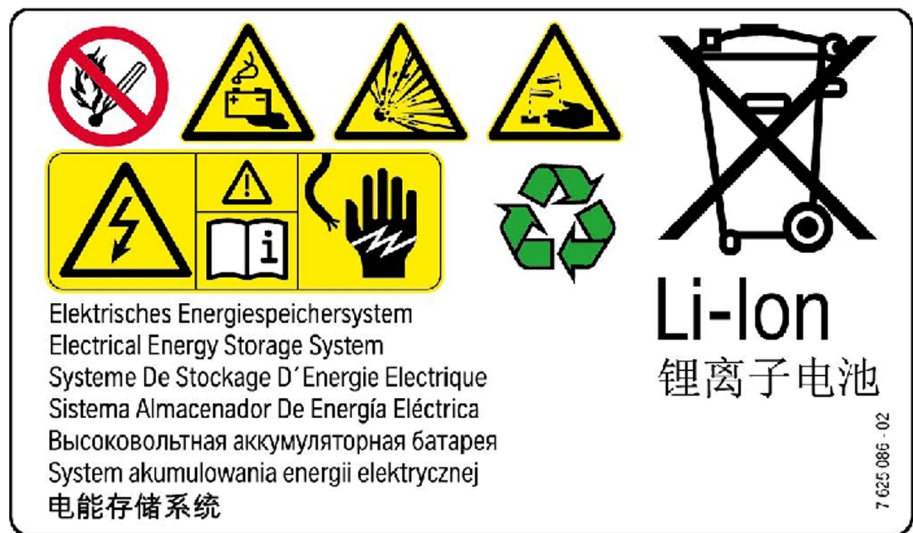 Elektrisches Energiespeichersystem
Electrical Energy Storage System
Systeme De Stockage D´Energie Electrique
Sistema Almacenador De Energía Eléctrica
Высоковольтная аккумуляторная батарея
System akumulowania energii elektrycznej
电能存储系统
Li-Ion
锂离子电池
7 625 086 - 02